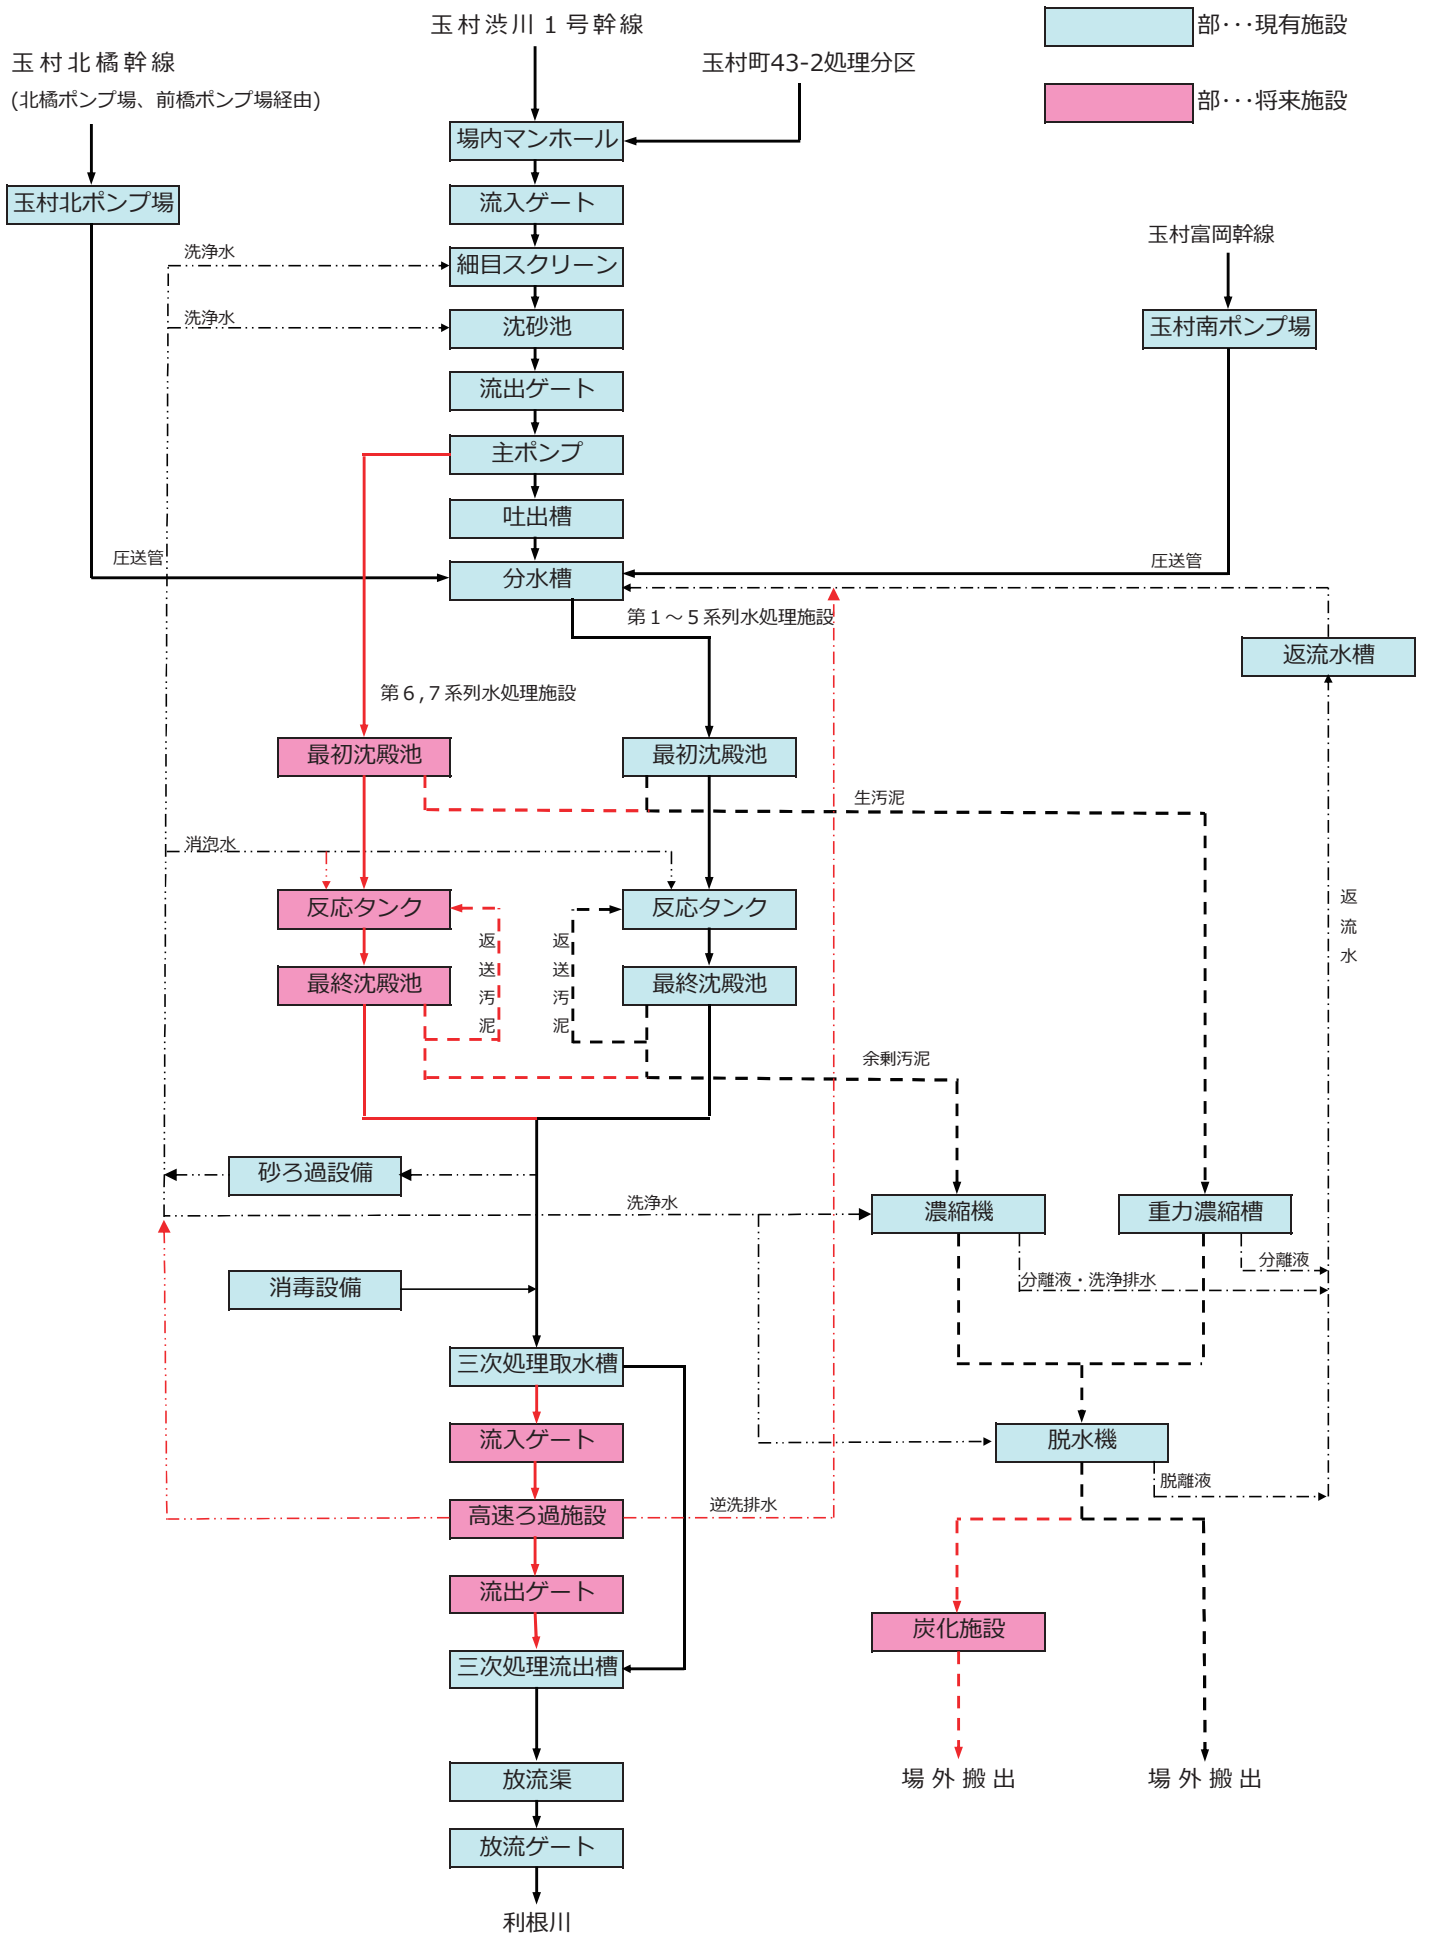 玉村渋川１号幹線
部･･･現有施設
玉村北橘幹線
玉村町43-2処理分区
(北橘ポンプ場、前橋ポンプ場経由)
部･･･将来施設
場内マンホール
玉村北ポンプ場
流入ゲート
玉村富岡幹線
洗浄水
細目スクリーン
洗浄水
沈砂池
玉村南ポンプ場
流出ゲート
主ポンプ
吐出槽
圧送管
分水槽
圧送管
第１～５系列水処理施設
返流水槽
第６,７系列水処理施設
最初沈殿池
最初沈殿池
生汚泥
消泡水
反応タンク
反応タンク
返流水
返送汚泥
返送汚泥
最終沈殿池
最終沈殿池
余剰汚泥
砂ろ過設備
洗浄水
濃縮機
重力濃縮槽
分離液
分離液・洗浄排水
消毒設備
三次処理取水槽
流入ゲート
脱水機
脱離液
高速ろ過施設
逆洗排水
流出ゲート
炭化施設
三次処理流出槽
放流渠
場外搬出
場外搬出
放流ゲート
利根川